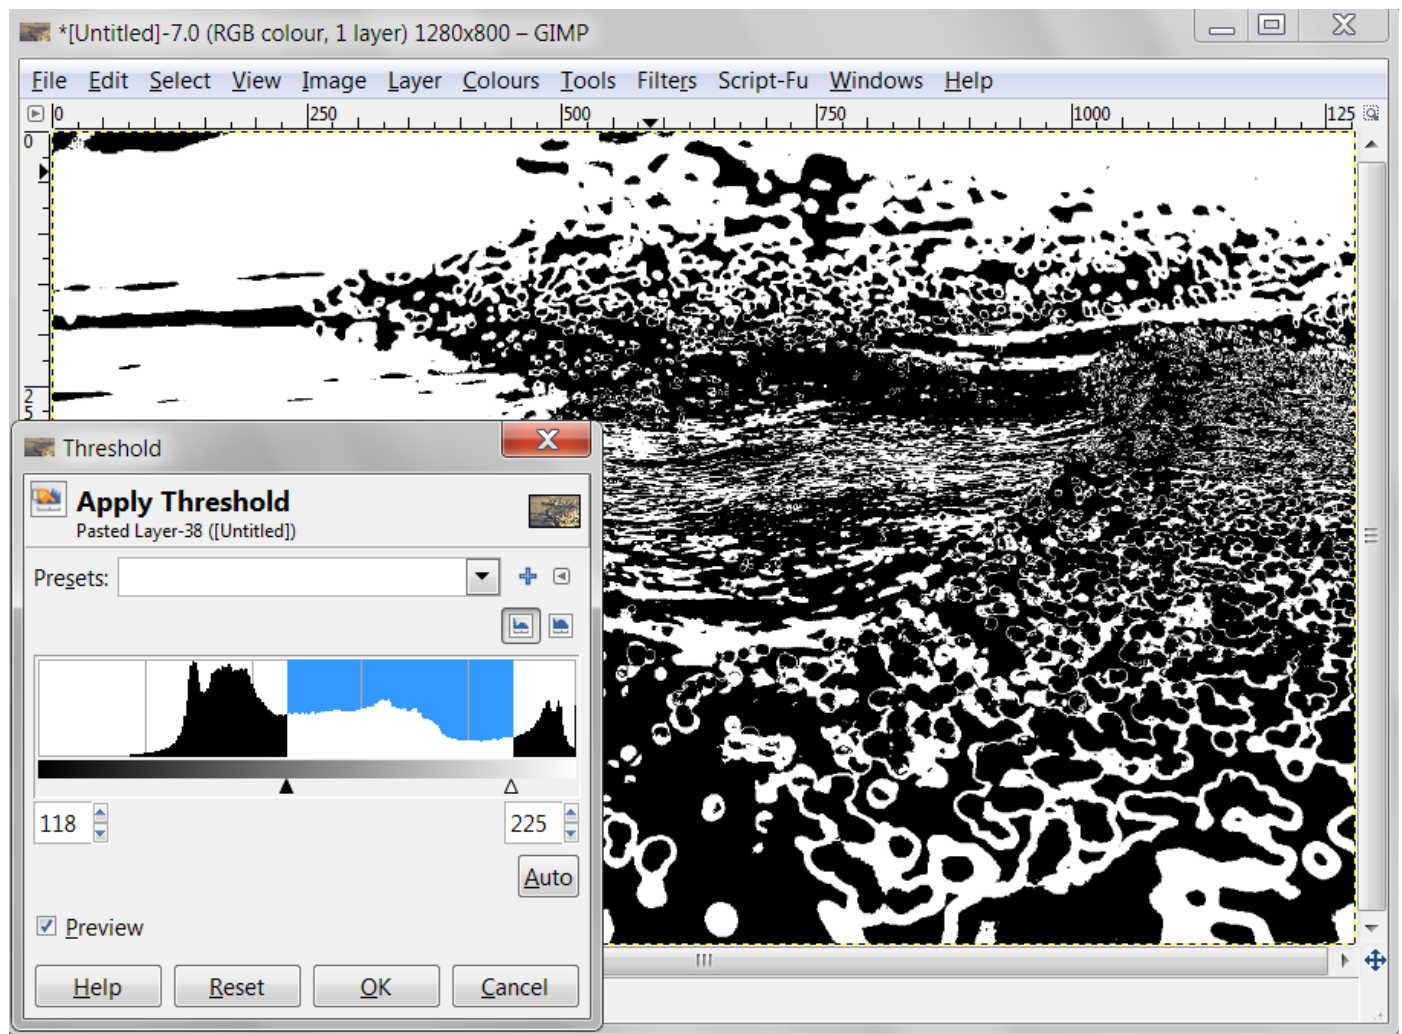 *[Untitled]-7.0 (RGB colour, 1 layer) 1280x800 – GIMP
File Edit Select View Image Layer Colours Tools Filters Script-Fu Windows Help
0 250 500 750 1000 125
0
2
5
Threshold
Apply Threshold
Pasted Layer-38 ([Untitled])
Presets:
118 225
Auto
Preview
Help Reset OK Cancel